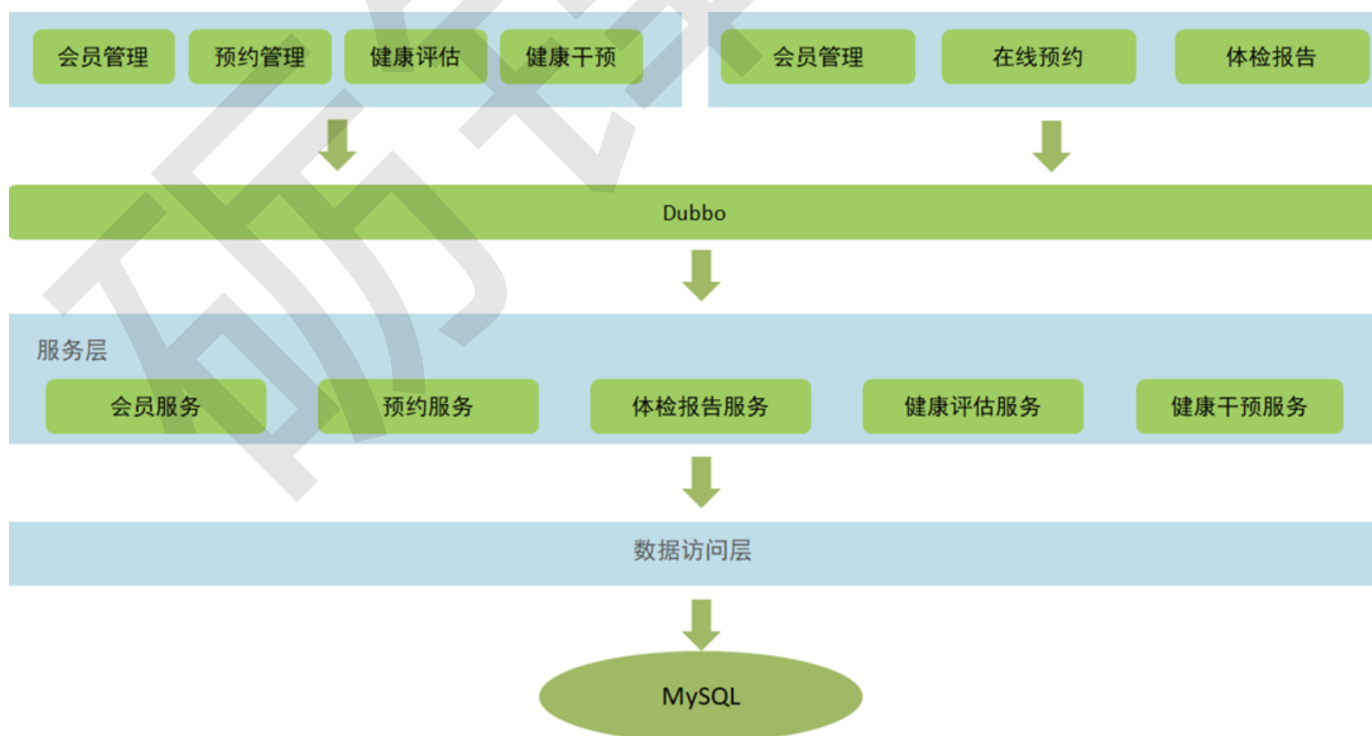 会员管理 预约管理 健康评估 健康干预 会员管理 在线预约 体检报告
Dubbo
服务层
会员服务 预约服务 体检报告服务 健康评估服务 健康干预服务
数据访问层
MySQL
砺